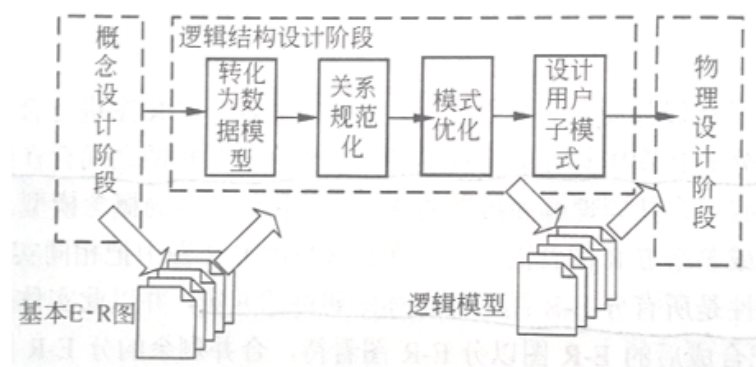 概
念
设
计
阶
段
逻辑结构设计阶段
转化
为数
据模
型
关系
规范
化
模式
优化
设计
用户
子模
式
物
理
设
计
阶
段
基本E-R图
逻辑模型